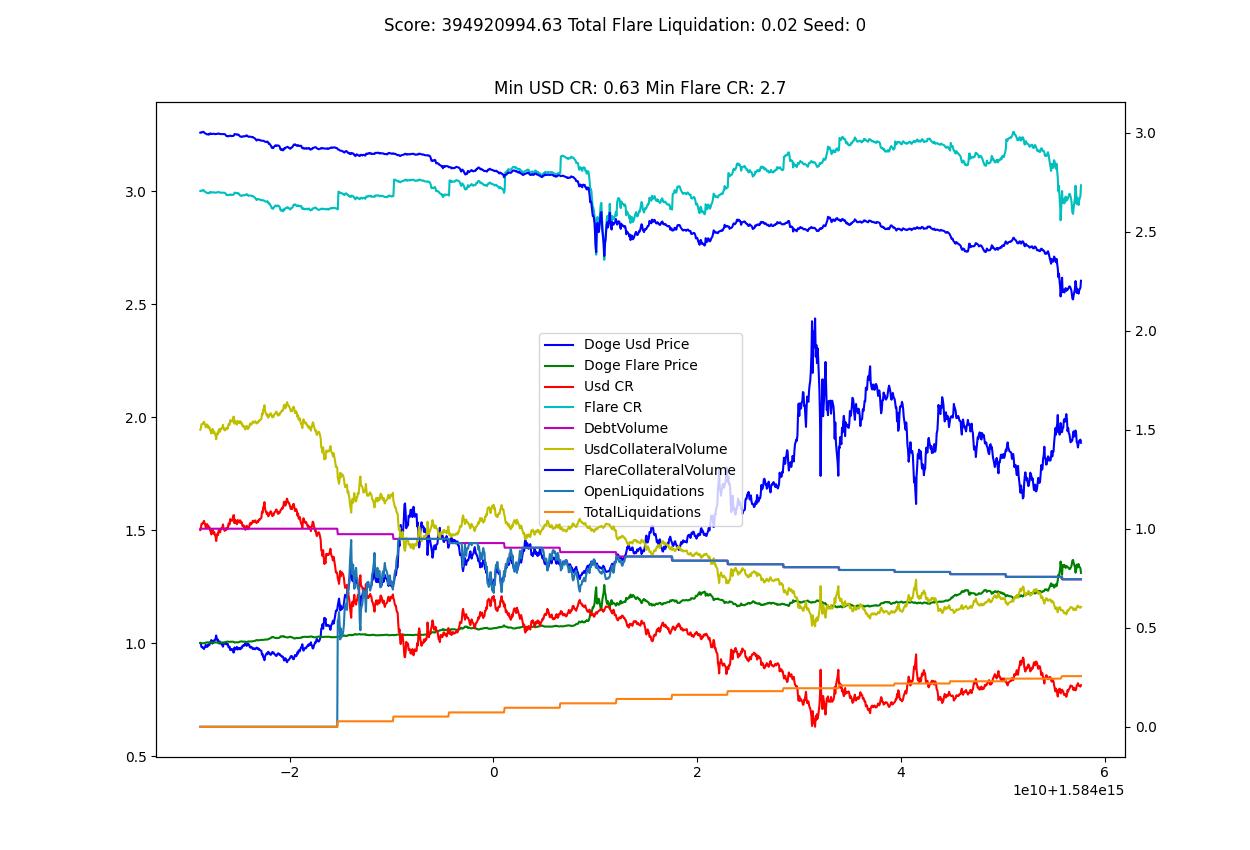 Score: 394920994.63 Total Flare Liquidation: 0.02 Seed: 0
Min USD CR: 0.63 Min Flare CR: 2.7
3.0
3.0
2.5
2.5
2.0
2.0
1.5
1.5
1.0
1.0
0.5
0.5
0.0
Doge Usd Price
Doge Flare Price
Usd CR
Flare CR
DebtVolume
UsdCollateralVolume
FlareCollateralVolume
OpenLiquidations
TotalLiquidations
−2 0 2 4 6
1e10+1.584e15